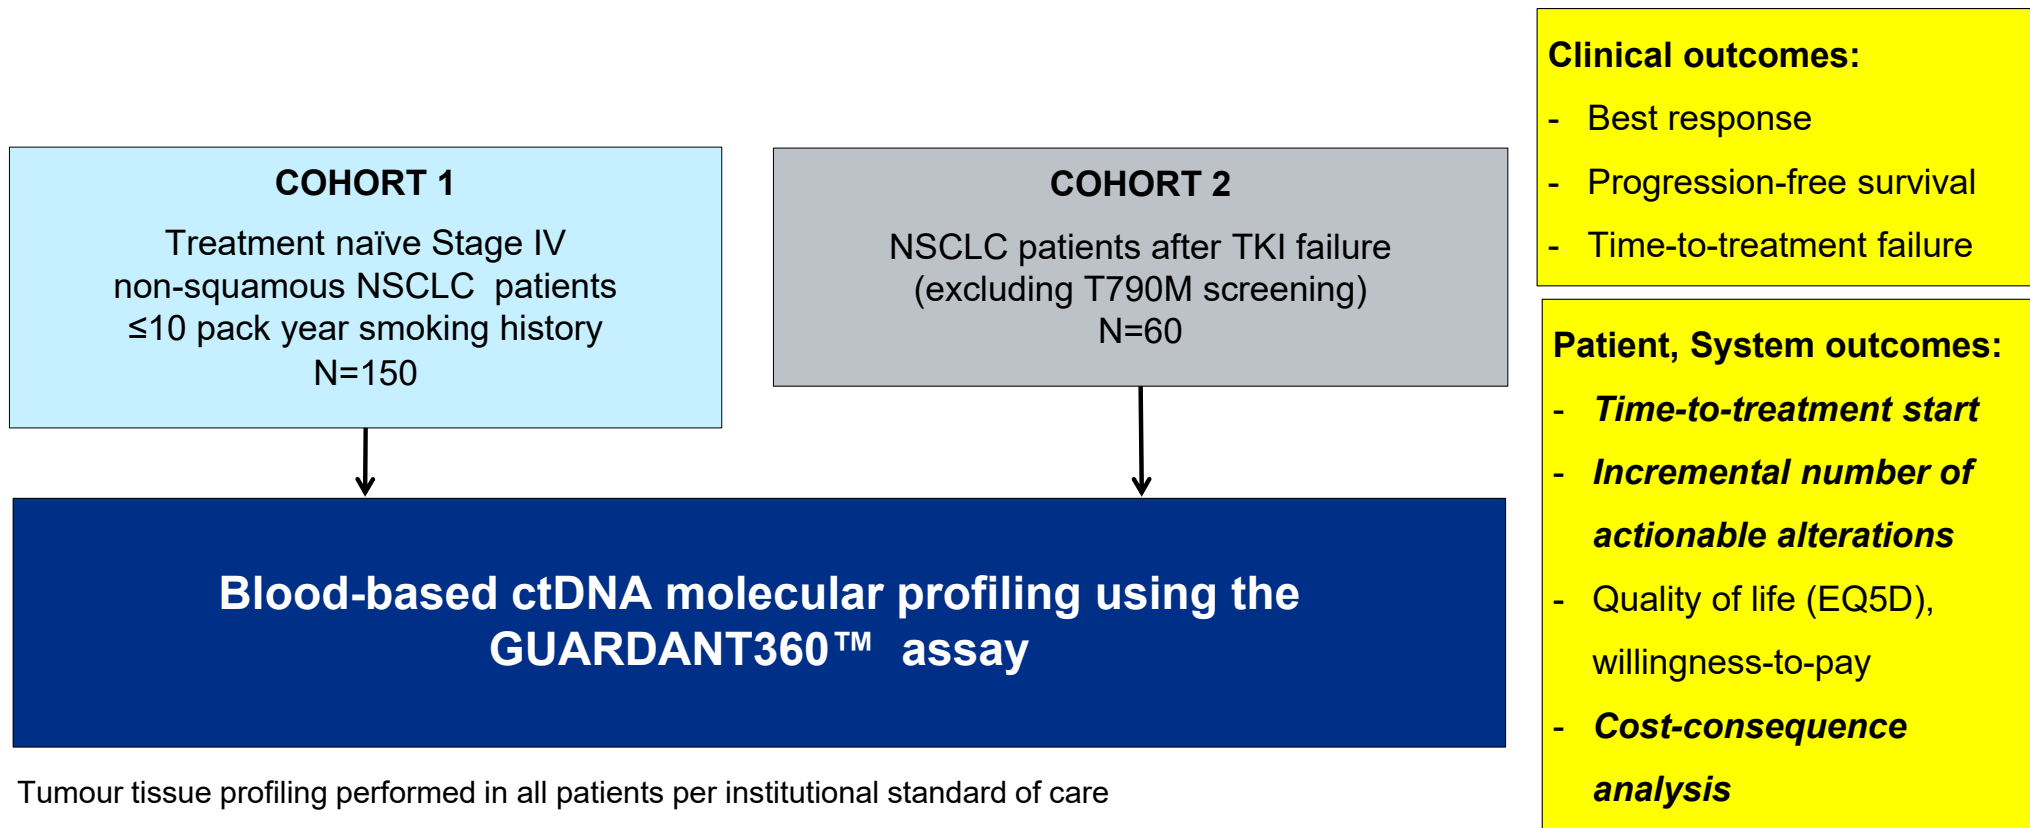 COHORT 1
Treatment naïve Stage IV
non-squamous NSCLC patients
≤10 pack year smoking history
N=150
COHORT 2
NSCLC patients after TKI failure
(excluding T790M screening)
N=60
Blood-based ctDNA molecular profiling using the
GUARDANT360™ assay
Tumour tissue profiling performed in all patients per institutional standard of care
Clinical outcomes:
- Best response
- Progression-free survival
- Time-to-treatment failure
Patient, System outcomes:
- Time-to-treatment start
- Incremental number of
actionable alterations
- Quality of life (EQ5D),
willingness-to-pay
- Cost-consequence
analysis